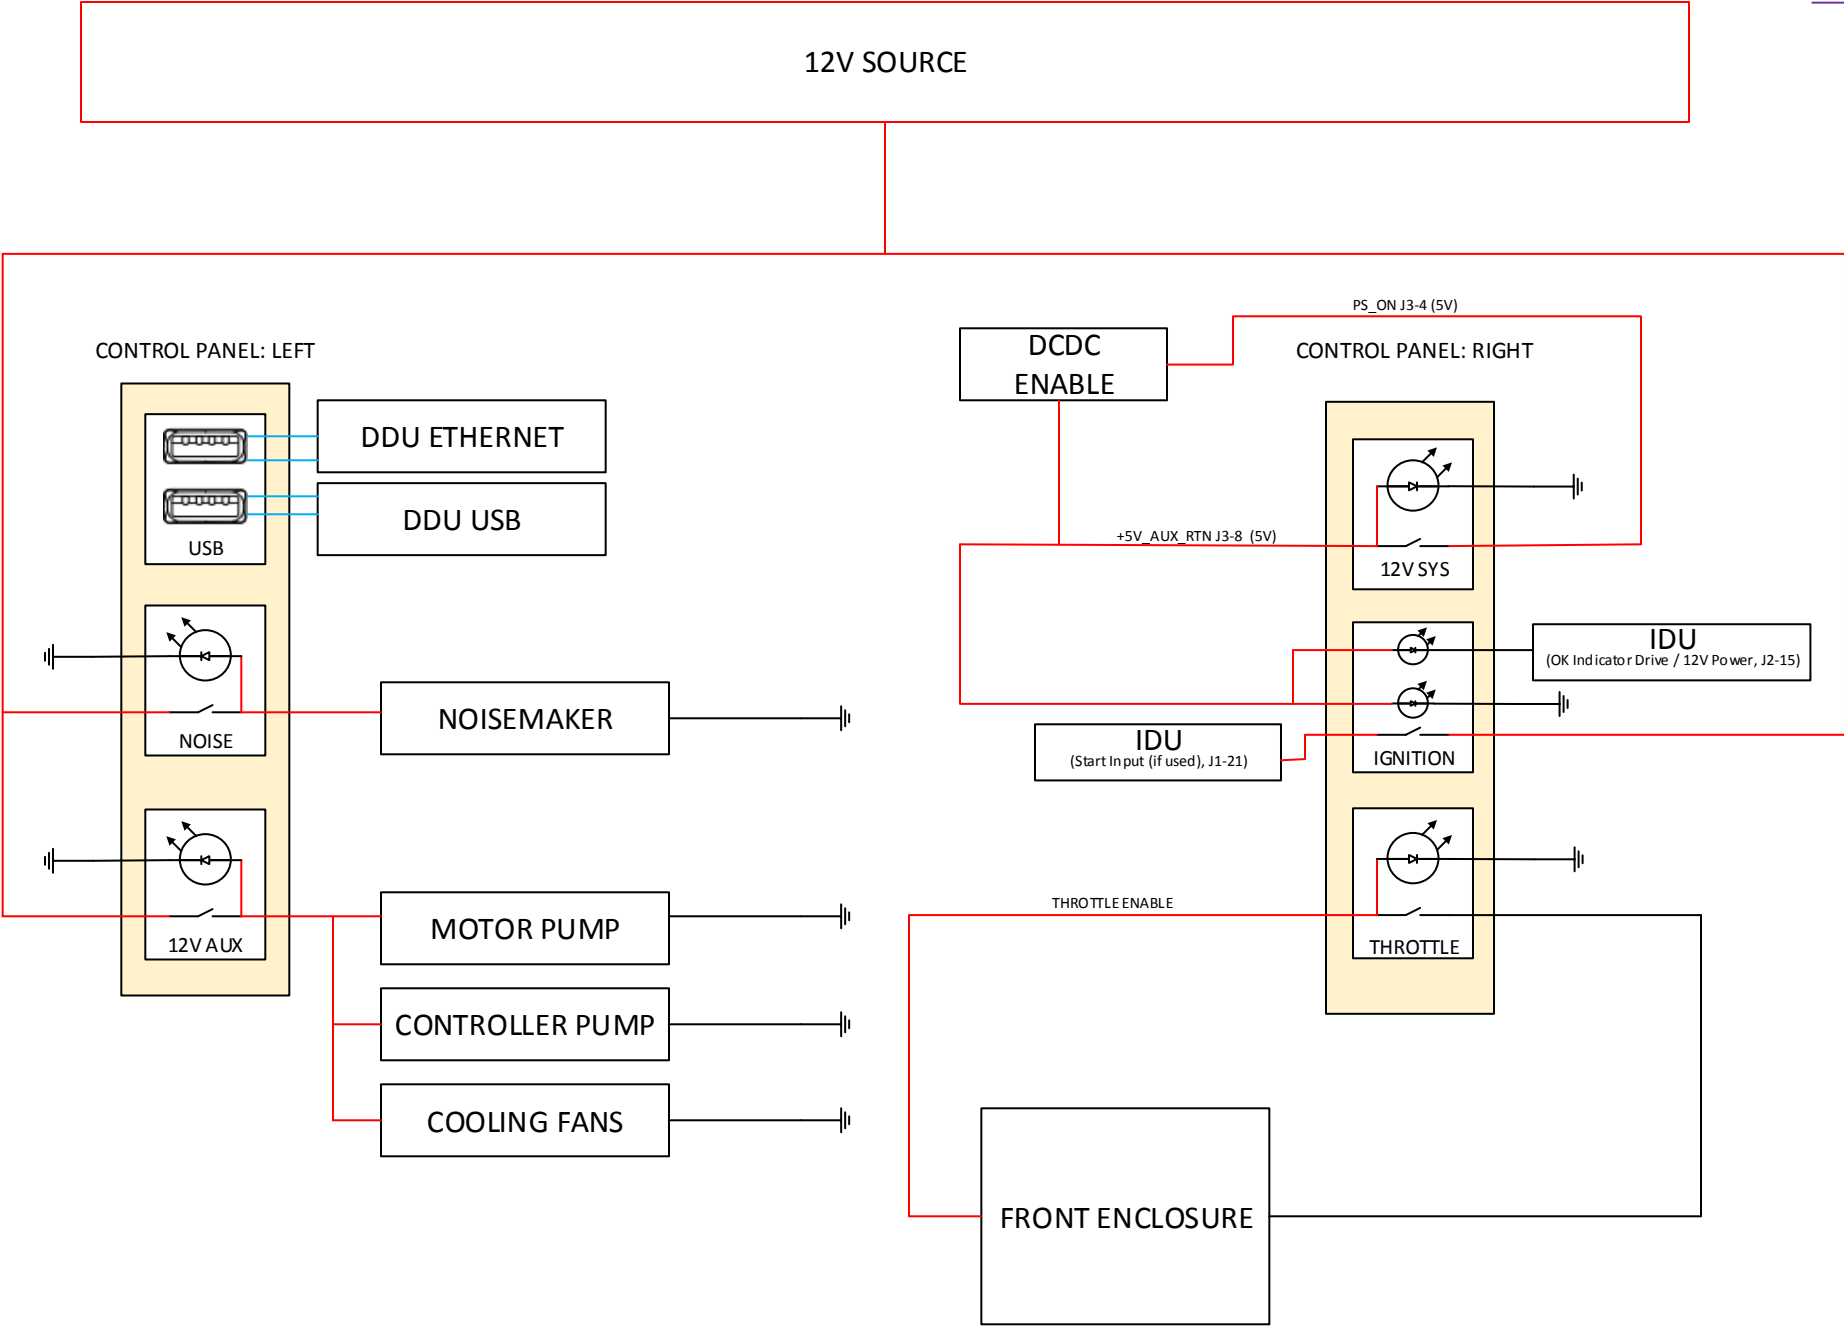 12V SOURCE
PS_ON J3-4 (5V)
CONTROL PANEL: LEFT
DCDC
ENABLE
CONTROL PANEL: RIGHT
DDU ETHERNET
DDU USB
USB
+5V_AUX_RTN J3-8 (5V)
12V SYS
IDU
(OK Indicator Drive / 12V Power, J2-15)
NOISEMAKER
NOISE
IDU
(Start Input (if used), J1-21)
IGNITION
THROTTLE ENABLE
MOTOR PUMP
12V AUX
THROTTLE
CONTROLLER PUMP
COOLING FANS
FRONT ENCLOSURE